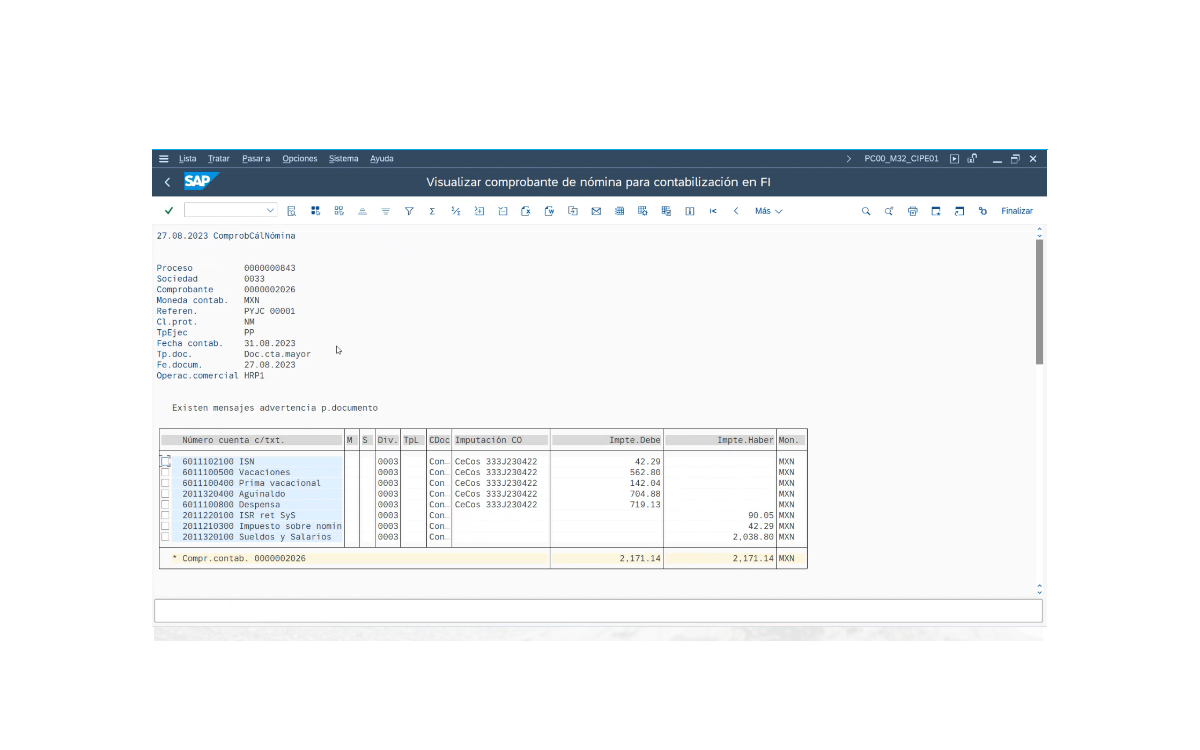 Lista Tratar Pasar a Opciones Sistema Ayuda PC00_M32_CIPE01
SAP Visualizar comprobante de nómina para contabilización en FI
Más Finalizar
27.08.2023 ComprobCálNómina
Proceso 0000000843
Sociedad 0033
Comprobante 0000002026
Moneda contab. MXN
Referen. PYJC 00001
Cl.prot. NM
TpEjec PP
Fecha contab. 31.08.2023
Tp.doc. Doc.cta.mayor
Fe.docum. 27.08.2023
Operac.comercial HRP1
Existen mensajes advertencia p.documento
Número cuenta c/txt. M S Div. TpL CDoc Imputación CO Impte.Debe Impte.Haber Mon.
6011102100 ISN 0003 Con… CeCos 333J230422 42.29 MXN
6011100500 Vacaciones 0003 Con… CeCos 333J230422 562.80 MXN
6011100400 Prima vacacional 0003 Con… CeCos 333J230422 142.04 MXN
2011320400 Aguinaldo 0003 Con… CeCos 333J230422 704.88 MXN
6011100800 Despensa 0003 Con… CeCos 333J230422 719.13 MXN
2011220100 ISR ret SyS 0003 Con… 90.05 MXN
2011210300 Impuesto sobre nomin 0003 Con… 42.29 MXN
2011320100 Sueldos y Salarios 0003 Con… 2,038.80 MXN
* Compr.contab. 0000002026 2,171.14 2,171.14 MXN